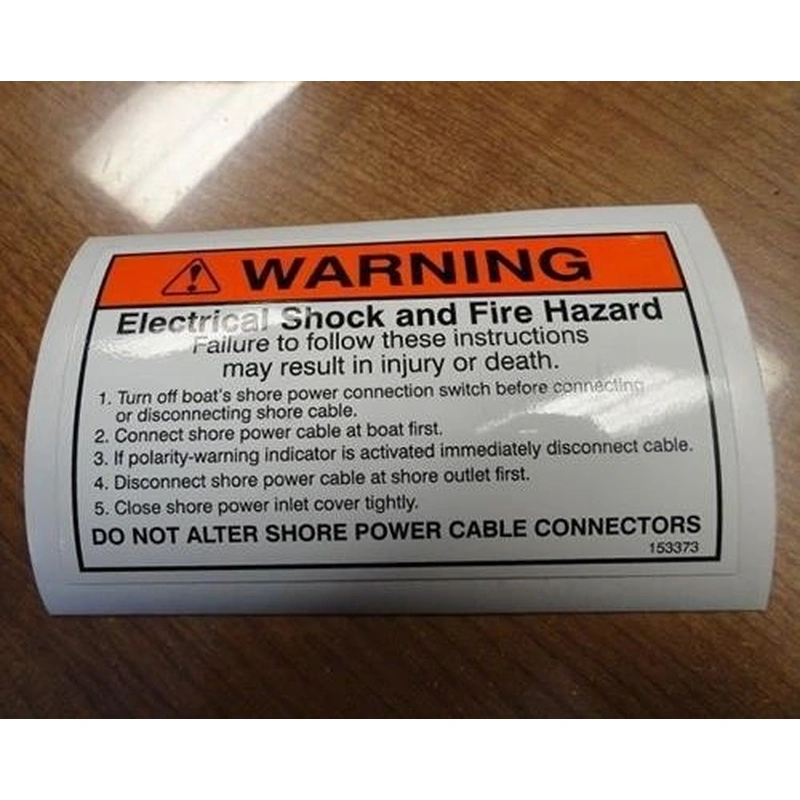 WARNING
Electrical Shock and Fire Hazard
Failure to follow these instructions
may result in injury or death.
1. Turn off boat's shore power connection switch before connecting
or disconnecting shore cable.
2. Connect shore power cable at boat first.
3. If polarity-warning indicator is activated immediately disconnect cable.
4. Disconnect shore power cable at shore outlet first.
5. Close shore power inlet cover tightly.
DO NOT ALTER SHORE POWER CABLE CONNECTORS
153373